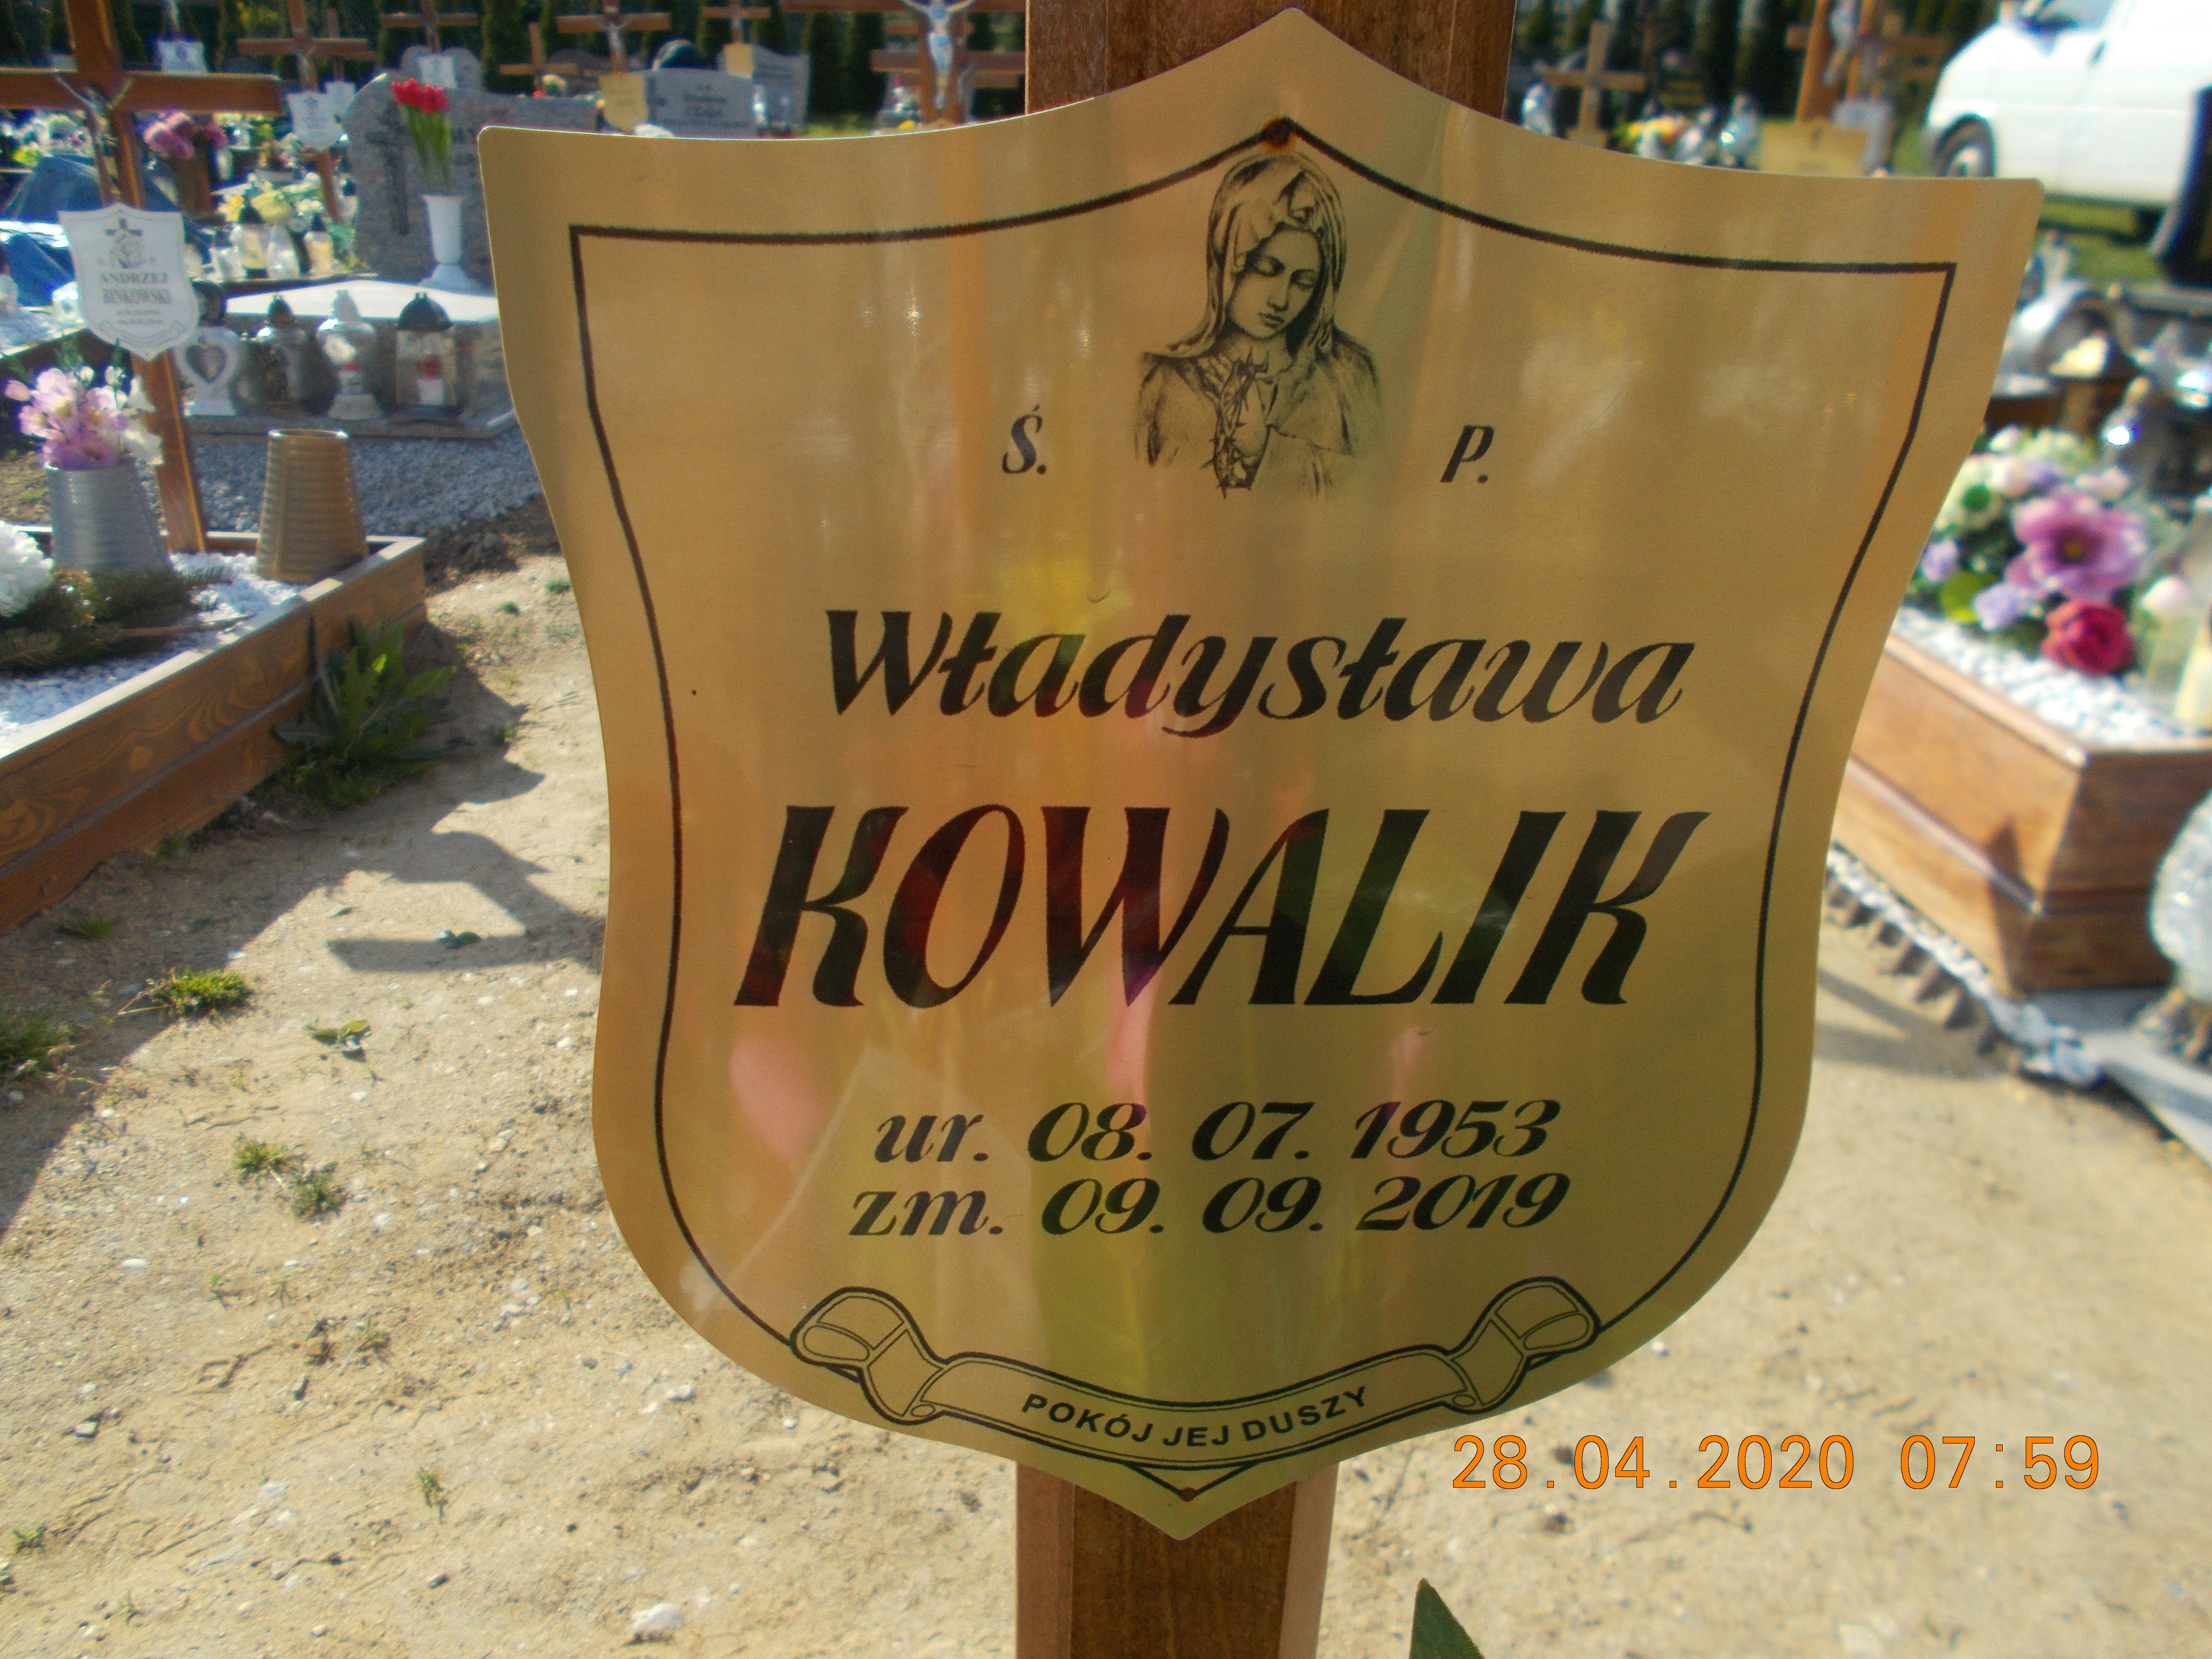 Ś. P.
Władysława
KOWALIK
ur. 08. 07. 1953
zm. 09. 09. 2019
POKÓJ JEJ DUSZY
ANDRZEJ
28.04.2020 07:59